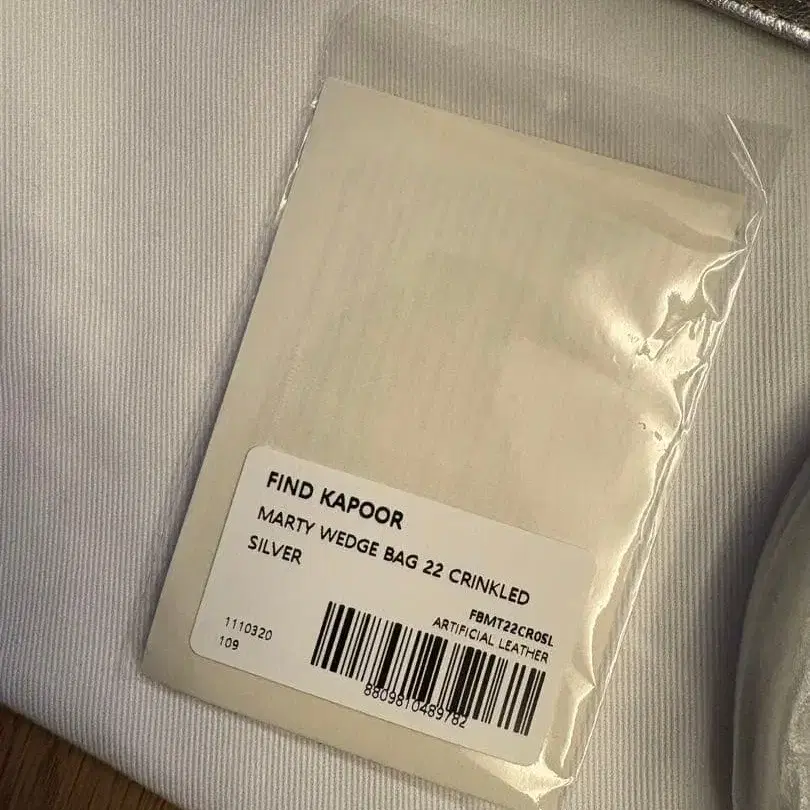 FIND KAPOOR
MARTY WEDGE BAG 22 CRINKLED
SILVER
FBMT22CR0SL
ARTIFICIAL LEATHER
1110320
109
8809810489782